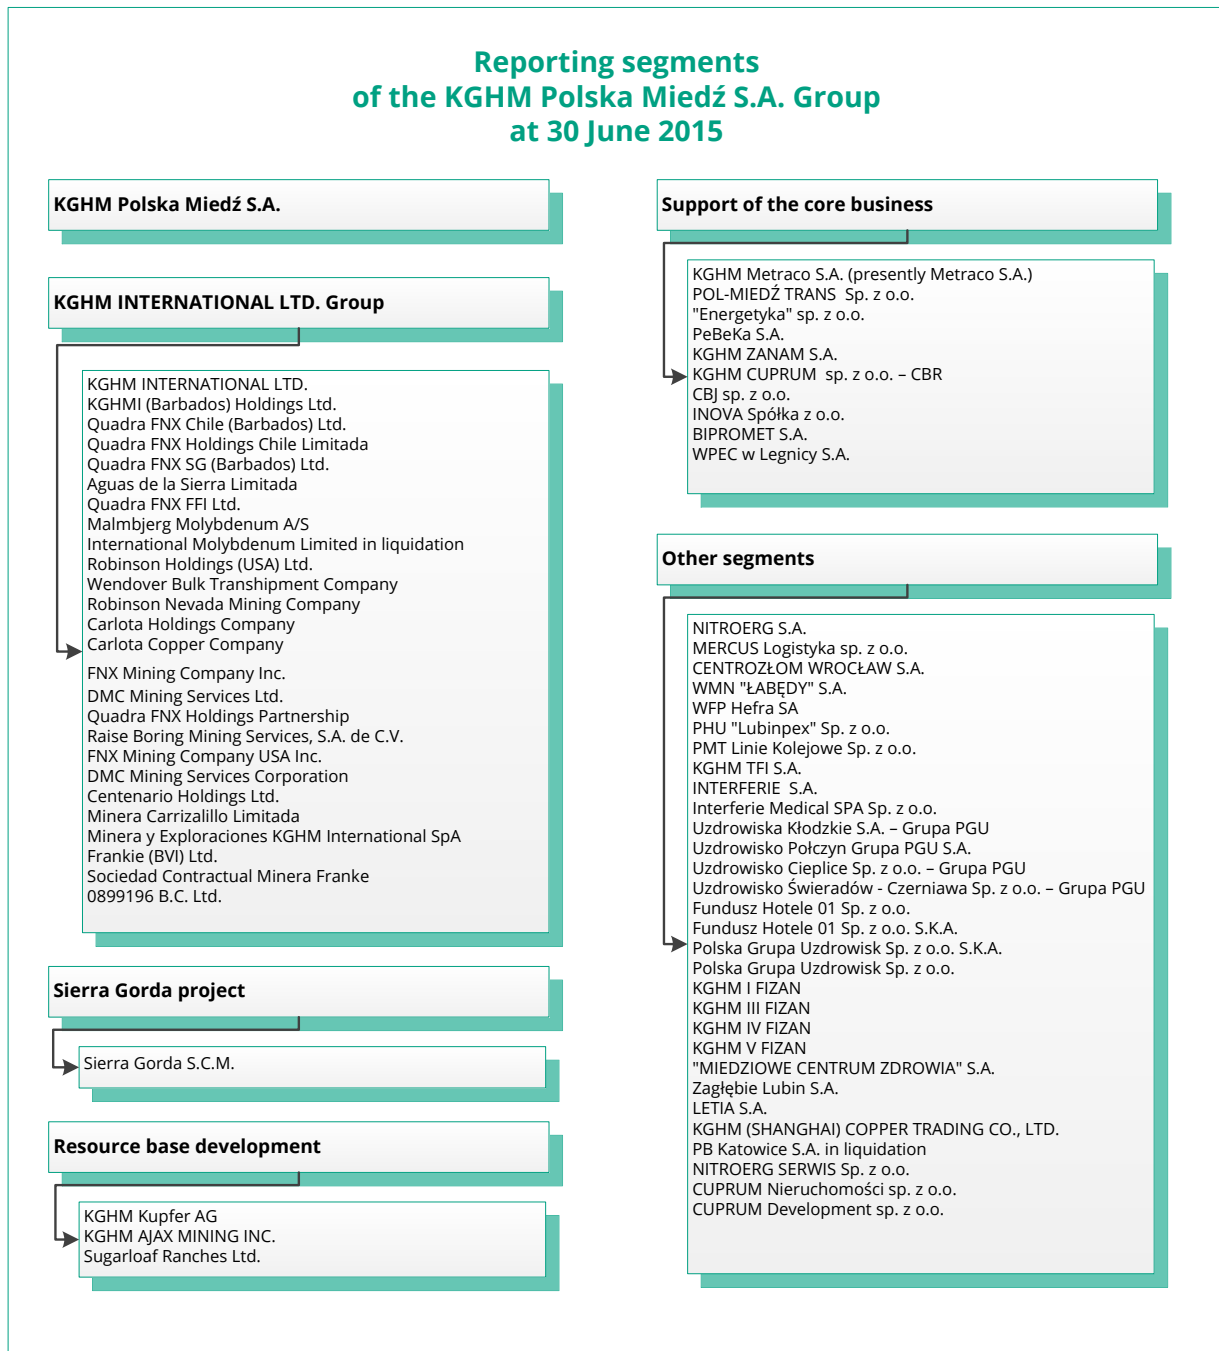 Reporting segments
of the KGHM Polska Miedź S.A. Group
at 30 June 2015
KGHM Polska Miedź S.A.
KGHM INTERNATIONAL LTD. Group
KGHM INTERNATIONAL LTD.
KGHMI (Barbados) Holdings Ltd.
Quadra FNX Chile (Barbados) Ltd.
Quadra FNX Holdings Chile Limitada
Quadra FNX SG (Barbados) Ltd.
Aguas de la Sierra Limitada
Quadra FNX FFI Ltd.
Malmbjerg Molybdenum A/S
International Molybdenum Limited in liquidation
Robinson Holdings (USA) Ltd.
Wendover Bulk Transhipment Company
Robinson Nevada Mining Company
Carlota Holdings Company
Carlota Copper Company
FNX Mining Company Inc.
DMC Mining Services Ltd.
Quadra FNX Holdings Partnership
Raise Boring Mining Services, S.A. de C.V.
FNX Mining Company USA Inc.
DMC Mining Services Corporation
Centenario Holdings Ltd.
Minera Carrizalillo Limitada
Minera y Exploraciones KGHM International SpA
Frankie (BVI) Ltd.
Sociedad Contractual Minera Franke
0899196 B.C. Ltd.
Sierra Gorda project
Sierra Gorda S.C.M.
Resource base development
KGHM Kupfer AG
KGHM AJAX MINING INC.
Sugarloaf Ranches Ltd.
Support of the core business
KGHM Metraco S.A. (presently Metraco S.A.)
POL-MIEDŹ TRANS Sp. z o.o.
"Energetyka" sp. z o.o.
PeBeKa S.A.
KGHM ZANAM S.A.
KGHM CUPRUM sp. z o.o. – CBR
CBJ sp. z o.o.
INOVA Spółka z o.o.
BIPROMET S.A.
WPEC w Legnicy S.A.
Other segments
NITROERG S.A.
MERCUS Logistyka sp. z o.o.
CENTROZŁOM WROCŁAW S.A.
WMN "ŁABĘDY" S.A.
WFP Hefra SA
PHU "Lubinpex" Sp. z o.o.
PMT Linie Kolejowe Sp. z o.o.
KGHM TFI S.A.
INTERFERIE S.A.
Interferie Medical SPA Sp. z o.o.
Uzdrowiska Kłodzkie S.A. – Grupa PGU
Uzdrowisko Połczyn Grupa PGU S.A.
Uzdrowisko Cieplice Sp. z o.o. – Grupa PGU
Uzdrowisko Świeradów - Czerniawa Sp. z o.o. – Grupa PGU
Fundusz Hotele 01 Sp. z o.o.
Fundusz Hotele 01 Sp. z o.o. S.K.A.
Polska Grupa Uzdrowisk Sp. z o.o. S.K.A.
Polska Grupa Uzdrowisk Sp. z o.o.
KGHM I FIZAN
KGHM III FIZAN
KGHM IV FIZAN
KGHM V FIZAN
"MIEDZIOWE CENTRUM ZDROWIA" S.A.
Zagłębie Lubin S.A.
LETIA S.A.
KGHM (SHANGHAI) COPPER TRADING CO., LTD.
PB Katowice S.A. in liquidation
NITROERG SERWIS Sp. z o.o.
CUPRUM Nieruchomości sp. z o.o.
CUPRUM Development sp. z o.o.